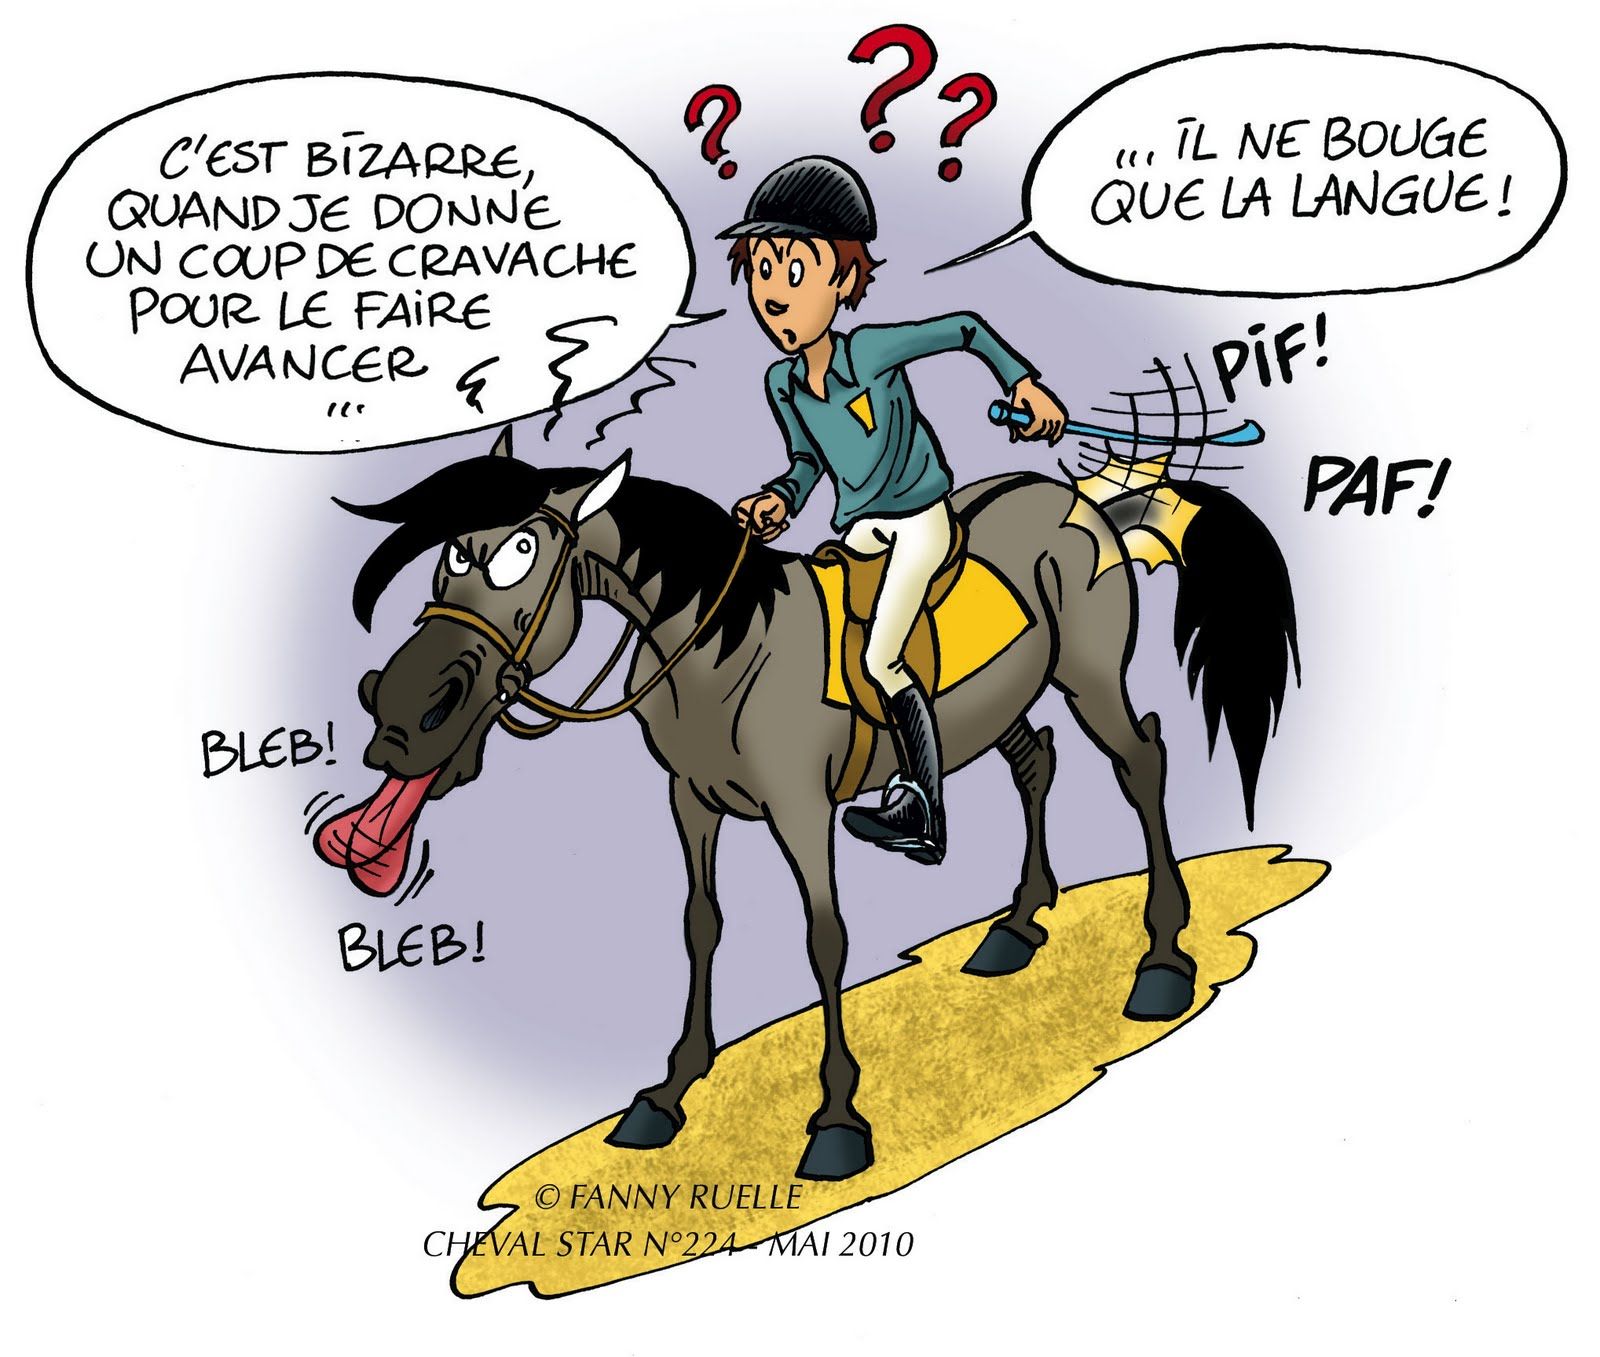 C'EST BIZARRE,
QUAND JE DONNE
UN COUP DE CRAVACHE
POUR LE FAIRE
AVANCER
...
... IL NE BOUGE
QUE LA LANGUE !
PIF !
PAF !
BLEB !
BLEB !
© FANNY RUELLE
CHEVAL STAR N°224 - MAI 2010